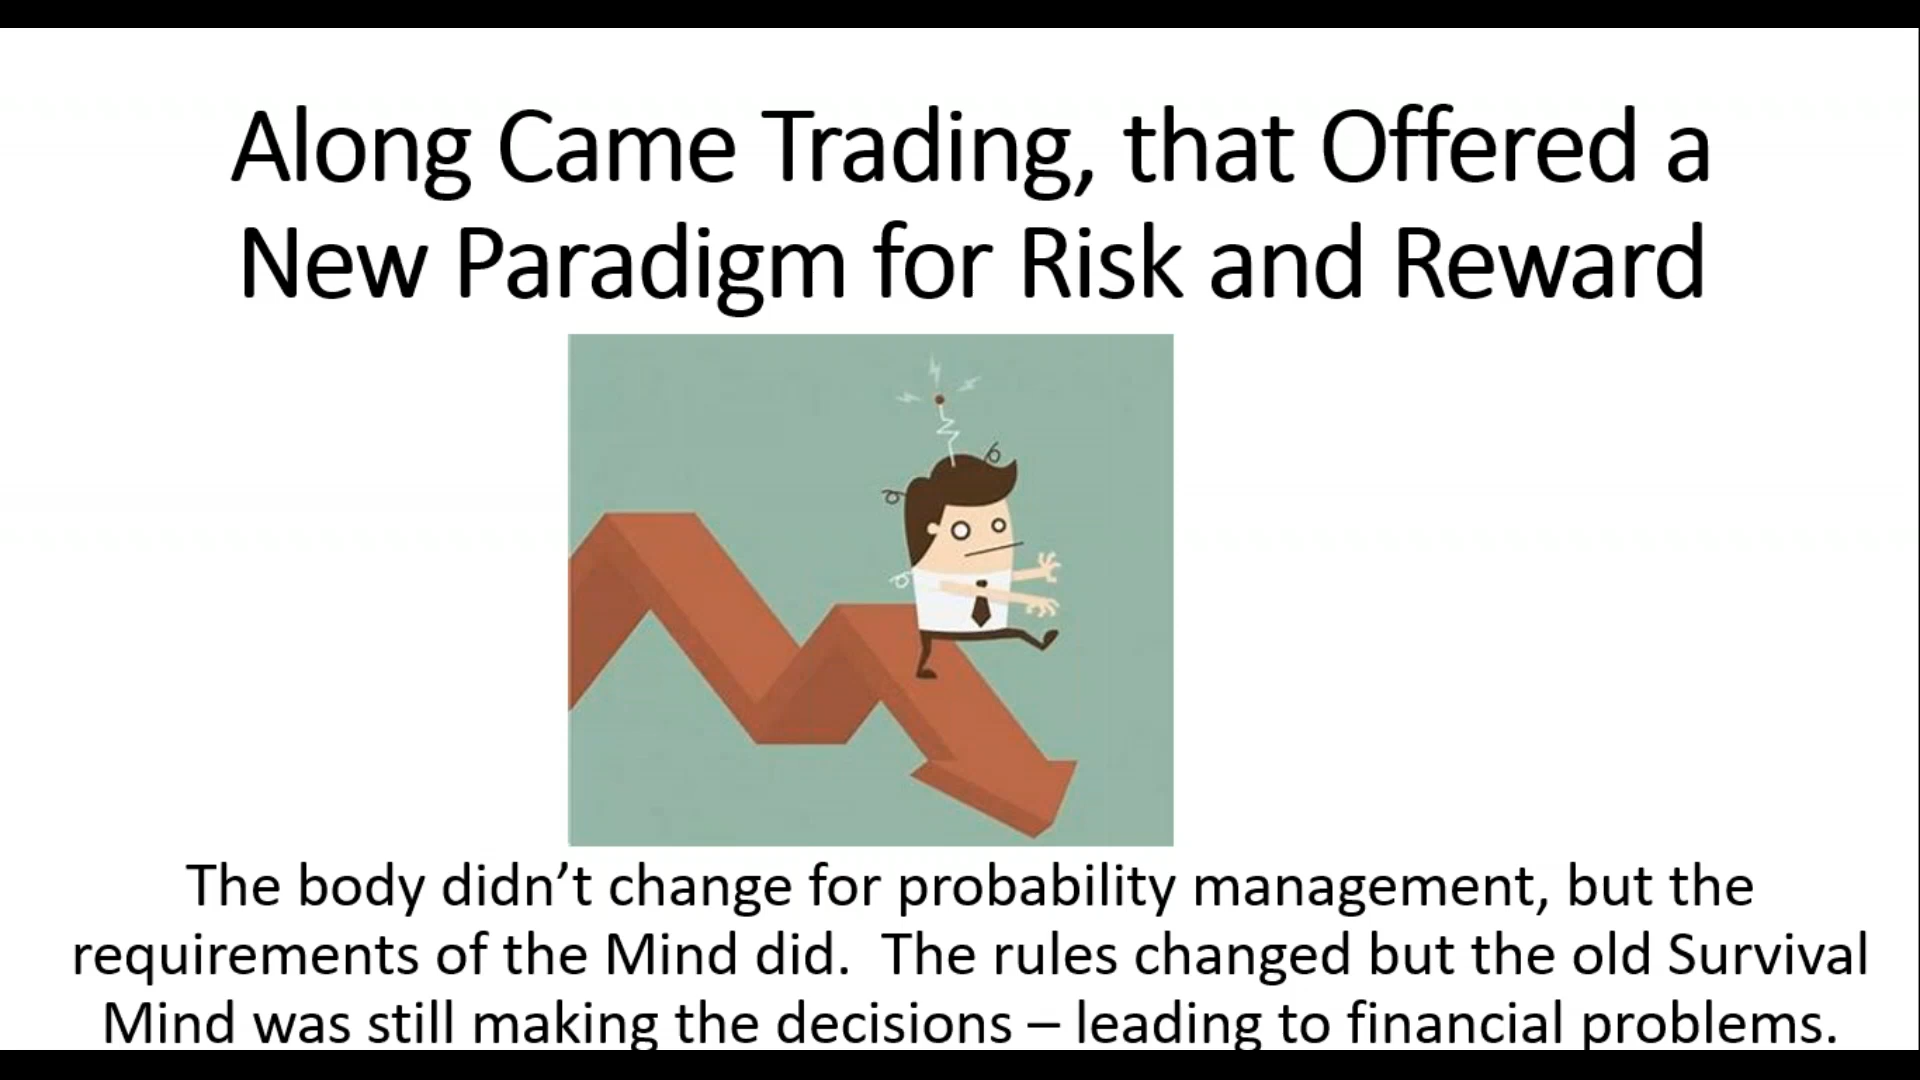 Along Came Trading, that Offered a
New Paradigm for Risk and Reward
The body didn’t change for probability management, but the
requirements of the Mind did.  The rules changed but the old Survival
Mind was still making the decisions – leading to financial problems.